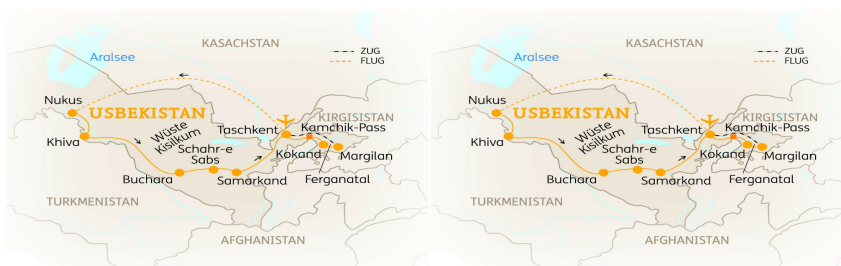 KASACHSTAN
ZUG
FLUG
Aralsee
Nukus
USBEKISTAN
KIRGISISTAN
Taschkent
Kamchik-Pass
Khiva
Wüste
Kisilkum
Schahr-e
Sabs
Kokand
Margilan
Buchara
Samarkand
Ferganatal
TURKMENISTAN
AFGHANISTAN
KASACHSTAN
ZUG
FLUG
Aralsee
Nukus
USBEKISTAN
KIRGISISTAN
Taschkent
Kamchik-Pass
Khiva
Wüste
Kisilkum
Schahr-e
Sabs
Kokand
Margilan
Buchara
Samarkand
Ferganatal
TURKMENISTAN
AFGHANISTAN